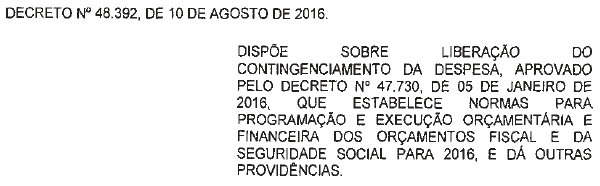 DECRETO Nº 48.392, DE 10 DE AGOSTO DE 2016.
DISPÕE SOBRE LIBERAÇÃO DO
CONTINGENCIAMENTO DA DESPESA, APROVADO
PELO DECRETO Nº 47.730, DE 05 DE JANEIRO DE
2016, QUE ESTABELECE NORMAS PARA
PROGRAMAÇÃO E EXECUÇÃO ORÇAMENTÁRIA E
FINANCEIRA DOS ORÇAMENTOS FISCAL E DA
SEGURIDADE SOCIAL PARA 2016, E DÁ OUTRAS
PROVIDÊNCIAS.